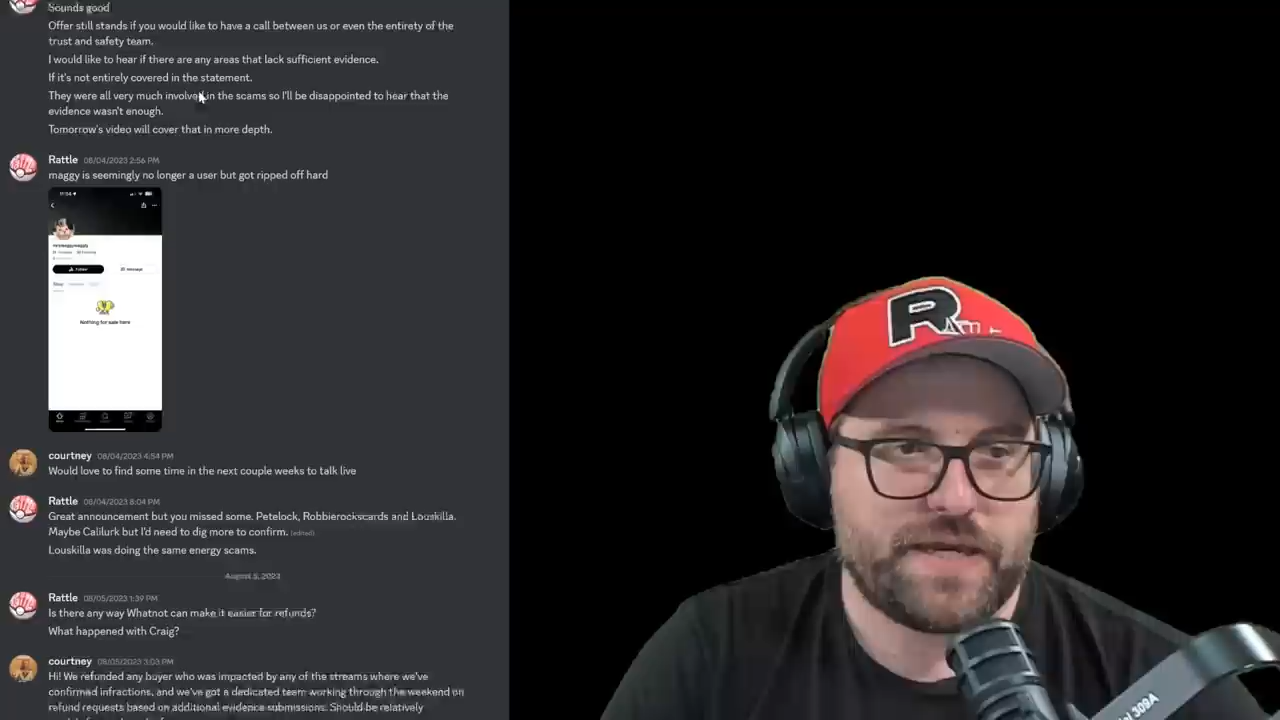 Sounds good
Offer still stands if you would like to have a call between us or even the entirety of the
trust and safety team.
I would like to hear if there are any areas that lack sufficient evidence.
If it's not entirely covered in the statement.
They were all very much involved in the scams so I'll be disappointed to hear that the
evidence wasn't enough.
Tomorrow's video will cover that in more depth.
Rattle 08/04/2023 2:56 PM
maggy is seemingly no longer a user but got ripped off hard
11:54
Follow
Message
Shop
Nothing for sale here
courtney 08/04/2023 4:54 PM
Would love to find some time in the next couple weeks to talk live
Rattle 08/04/2023 8:04 PM
Great announcement but you missed some. Petelock, Robbierockscards and Louskilla.
Maybe Calilurk but I'd need to dig more to confirm. (edited)
Louskilla was doing the same energy scams.
August 5, 2023
Rattle 08/05/2023 1:39 PM
Is there any way Whatnot can make it easier for refunds?
What happened with Craig?
courtney 08/05/2023 3:03 PM
Hi! We refunded any buyer who was impacted by any of the streams where we've
confirmed infractions, and we've got a dedicated team working through the weekend on
refund requests based on additional evidence submissions. Should be relatively
R
309A